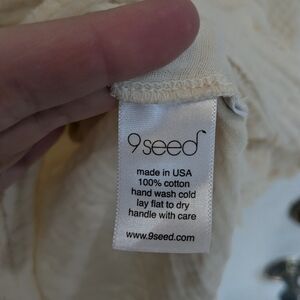 9seed
made in USA
100% cotton
hand wash cold
lay flat to dry
handle with care
www.9seed.com